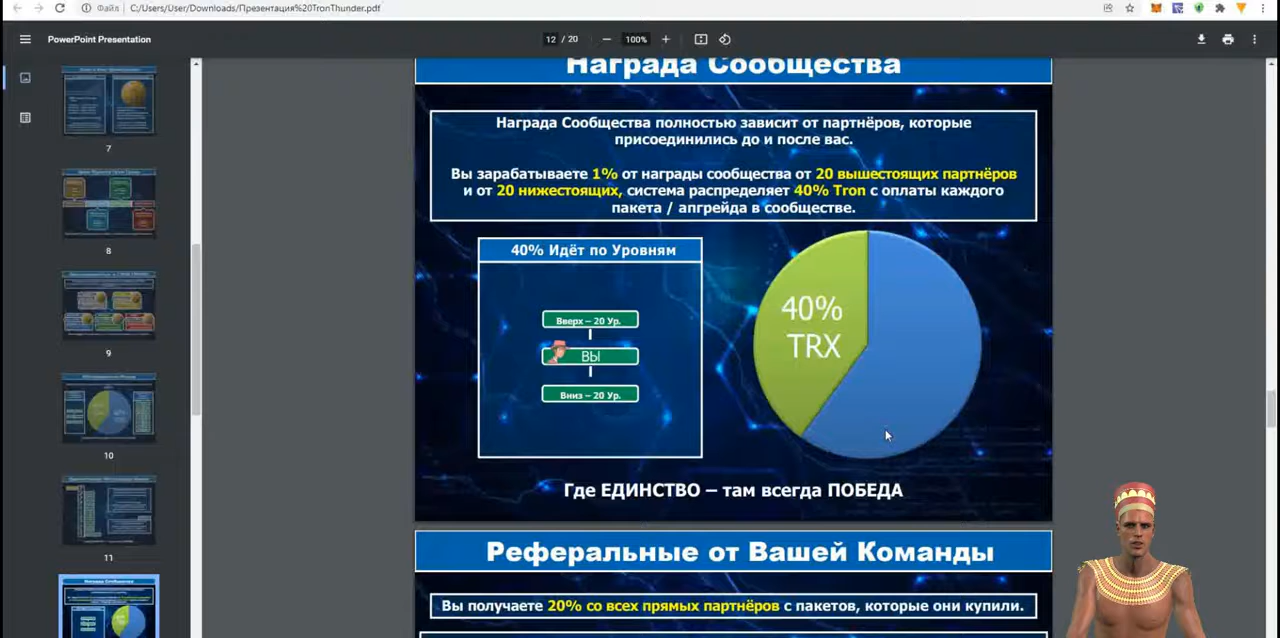 Файл
C:/Users/User/Downloads/Презентация%20TronThunder.pdf
PowerPoint Presentation
12 / 20
100%
7
8
9
10
11
Награда Сообщества
Награда Сообщества полностью зависит от партнёров, которые
присоединились до и после вас.
Вы зарабатываете 1% от награды сообщества от 20 вышестоящих партнёров
и от 20 нижестоящих, система распределяет 40% Tron с оплаты каждого
пакета / апгрейда в сообществе.
40% Идёт по Уровням
Вверх – 20 Ур.
ВЫ
Вниз – 20 Ур.
40%
TRX
Где ЕДИНСТВО – там всегда ПОБЕДА
Реферальные от Вашей Команды
Вы получаете 20% со всех прямых партнёров с пакетов, которые они купили.